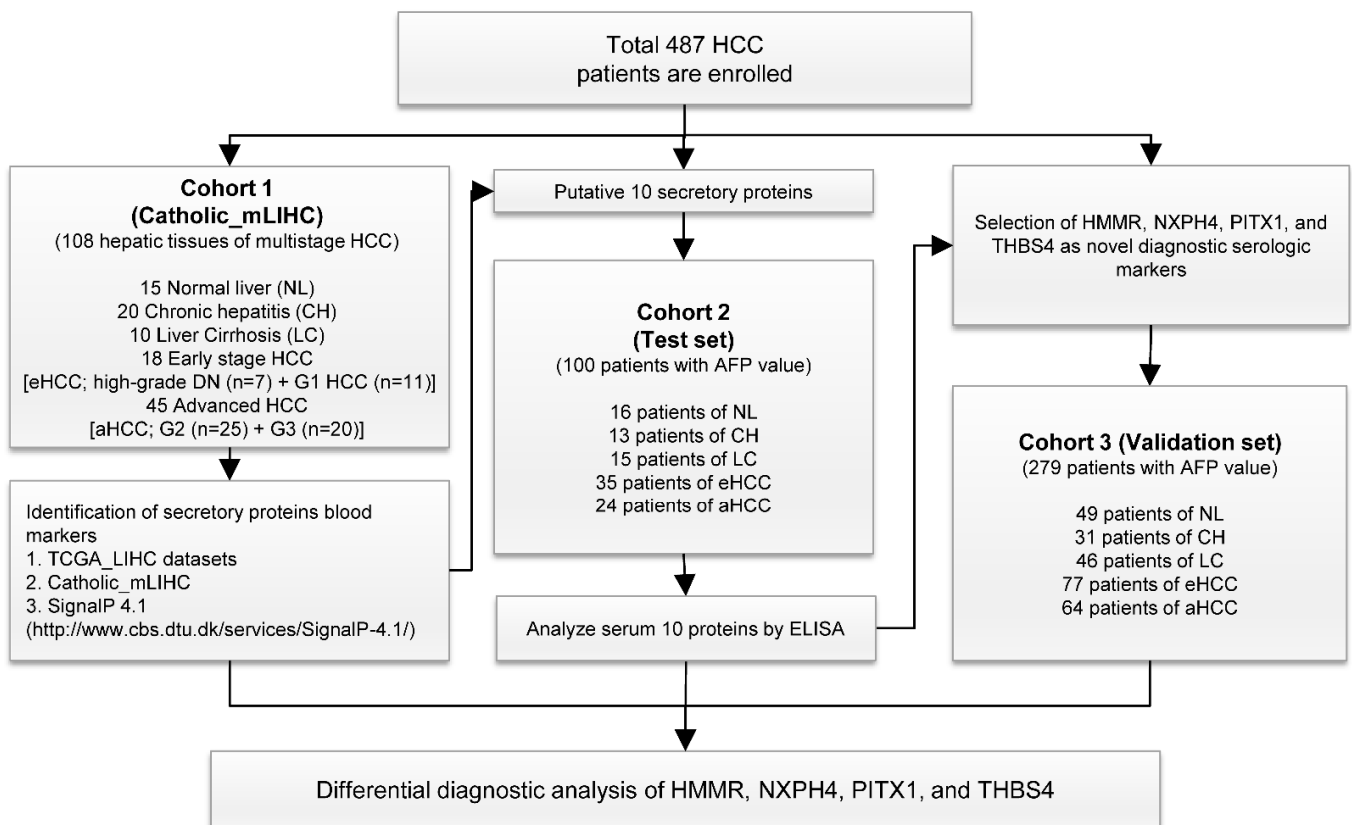 Total 487 HCC
patients are enrolled
Cohort 1
(Catholic_mLIHC)
(108 hepatic tissues of multistage HCC)
15 Normal liver (NL)
20 Chronic hepatitis (CH)
10 Liver Cirrhosis (LC)
18 Early stage HCC
[eHCC; high-grade DN (n=7) + G1 HCC (n=11)]
45 Advanced HCC
[aHCC; G2 (n=25) + G3 (n=20)]
Identification of secretory proteins blood
markers
1. TCGA_LIHC datasets
2. Catholic_mLIHC
3. SignalP 4.1
(http://www.cbs.dtu.dk/services/SignalP-4.1/)
Putative 10 secretory proteins
Cohort 2
(Test set)
(100 patients with AFP value)
16 patients of NL
13 patients of CH
15 patients of LC
35 patients of eHCC
24 patients of aHCC
Analyze serum 10 proteins by ELISA
Selection of HMMR, NXPH4, PITX1, and
THBS4 as novel diagnostic serologic
markers
Cohort 3 (Validation set)
(279 patients with AFP value)
49 patients of NL
31 patients of CH
46 patients of LC
77 patients of eHCC
64 patients of aHCC
Differential diagnostic analysis of HMMR, NXPH4, PITX1, and THBS4